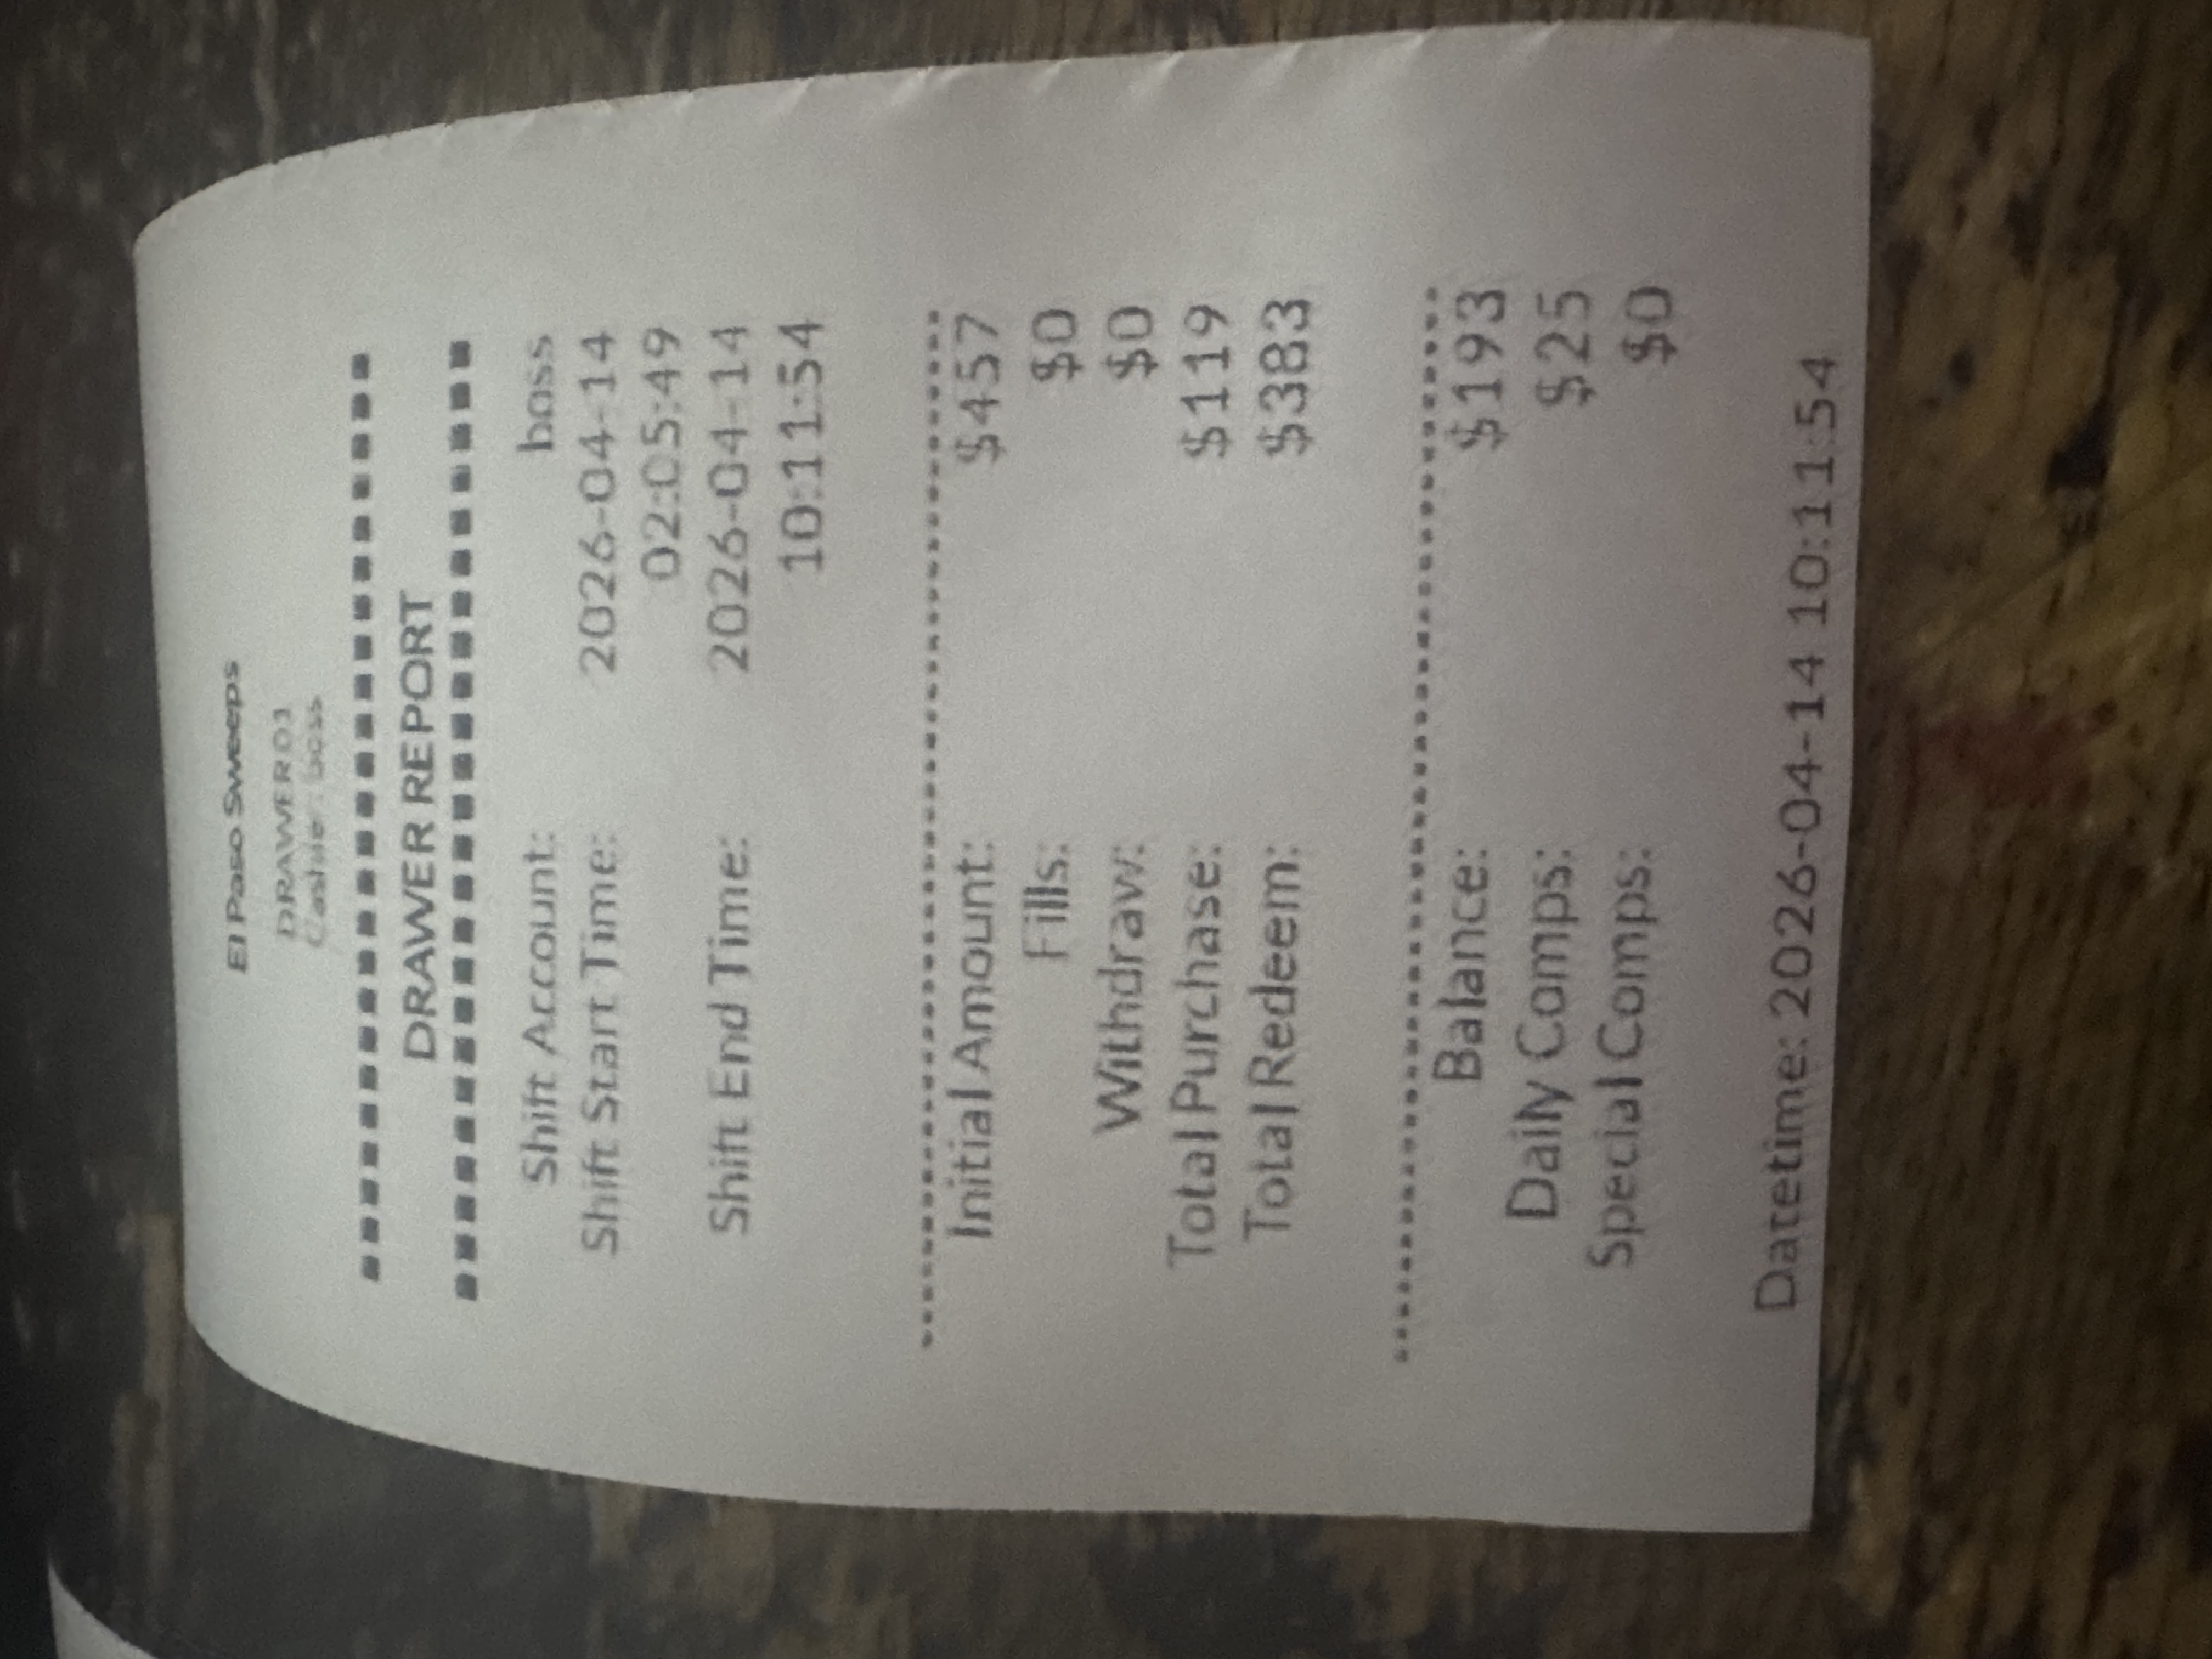 El Paso Sweeps
DRAWER 03
Cashier: boss
DRAWER REPORT
Shift Account: boss
Shift Start Time: 2026-04-14
02:05:49
Shift End Time: 2026-04-14
10:11:54
Initial Amount: $457
Fills: $0
Withdraw: $0
Total Purchase: $119
Total Redeem: $383
Balance: $193
Daily Comps: $25
Special Comps: $0
Datetime: 2026-04-14 10:11:54